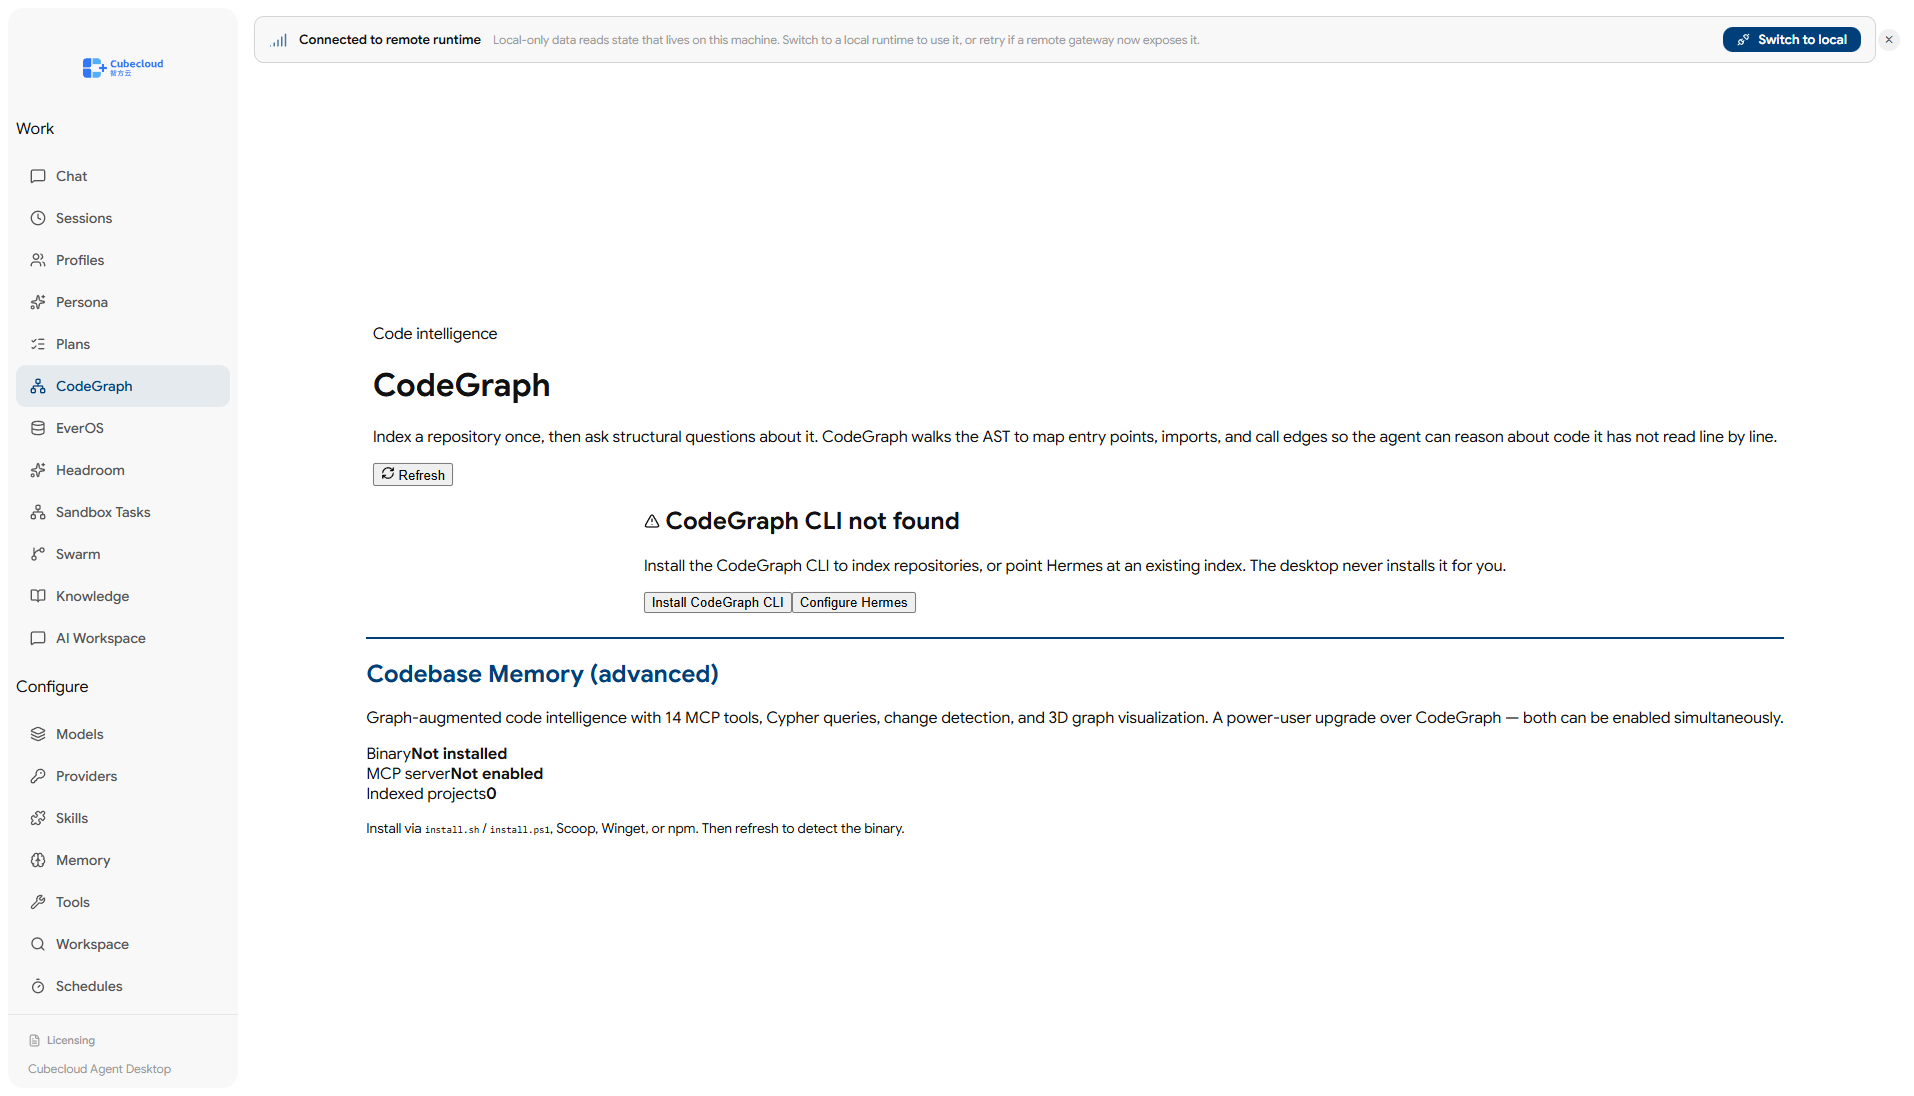 Cubecloud
智方云
Work
Chat
Sessions
Profiles
Persona
Plans
CodeGraph
EverOS
Headroom
Sandbox Tasks
Swarm
Knowledge
AI Workspace
Configure
Models
Providers
Skills
Memory
Tools
Workspace
Schedules
Licensing
Cubecloud Agent Desktop
Connected to remote runtime Local-only data reads state that lives on this machine. Switch to a local runtime to use it, or retry if a remote gateway now exposes it. Switch to local
Code intelligence
CodeGraph
Index a repository once, then ask structural questions about it. CodeGraph walks the AST to map entry points, imports, and call edges so the agent can reason about code it has not read line by line.
Refresh
CodeGraph CLI not found
Install the CodeGraph CLI to index repositories, or point Hermes at an existing index. The desktop never installs it for you.
Install CodeGraph CLI Configure Hermes
Codebase Memory (advanced)
Graph-augmented code intelligence with 14 MCP tools, Cypher queries, change detection, and 3D graph visualization. A power-user upgrade over CodeGraph — both can be enabled simultaneously.
BinaryNot installed
MCP serverNot enabled
Indexed projects0
Install via install.sh / install.ps1, Scoop, Winget, or npm. Then refresh to detect the binary.